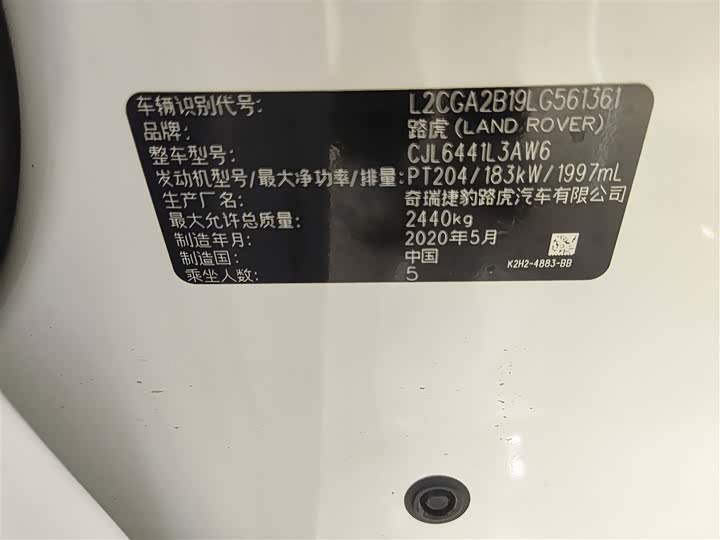 车辆识别代号: L2CGA2B19LG561361
品牌: 路虎(LAND ROVER)
整车型号: CJL6441L3AW6
发动机型号/最大净功率/排量: PT204/183kW/1997mL
生产厂名: 奇瑞捷豹路虎汽车有限公司
最大允许总质量: 2440kg
制造年月: 2020年5月
制造国: 中国
乘坐人数: 5
K2H2-4883-BB